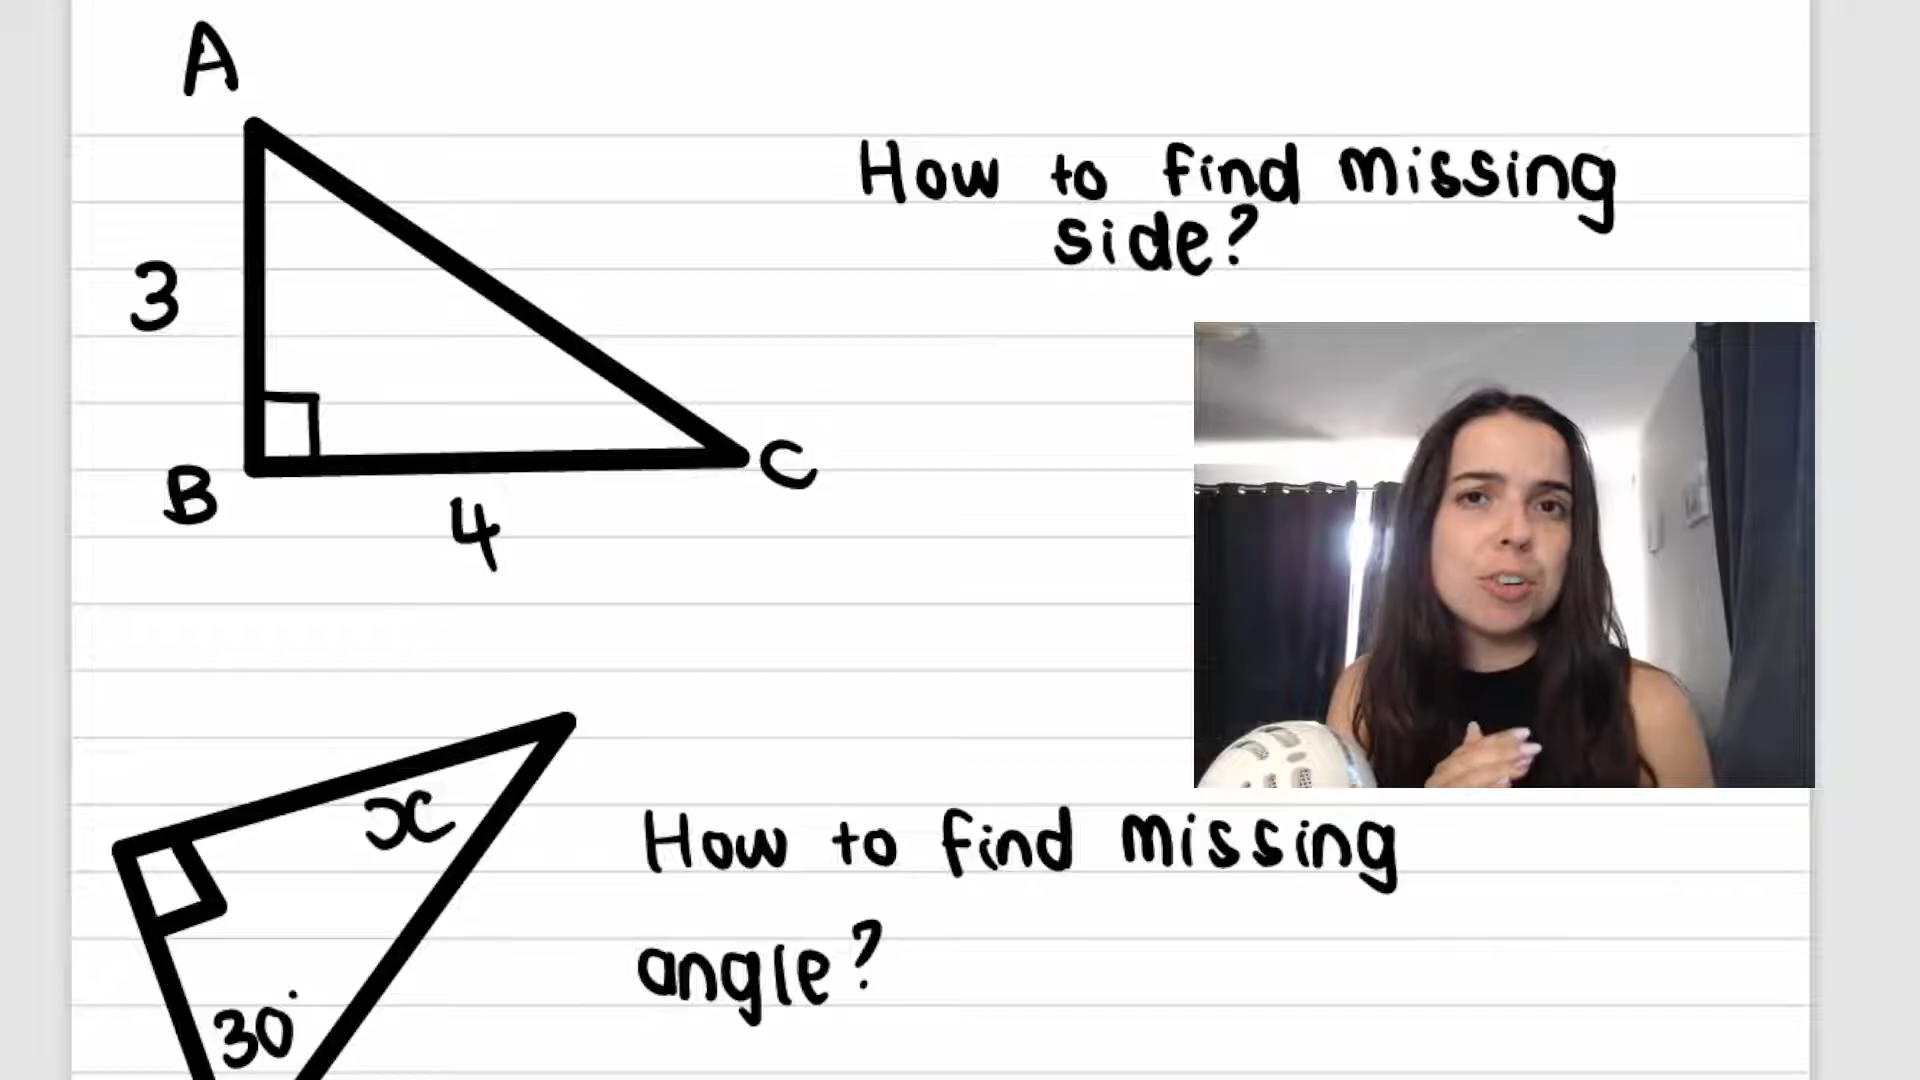 A
How to find missing
side?
3
B
C
4
x
How to find missing
angle?
30°